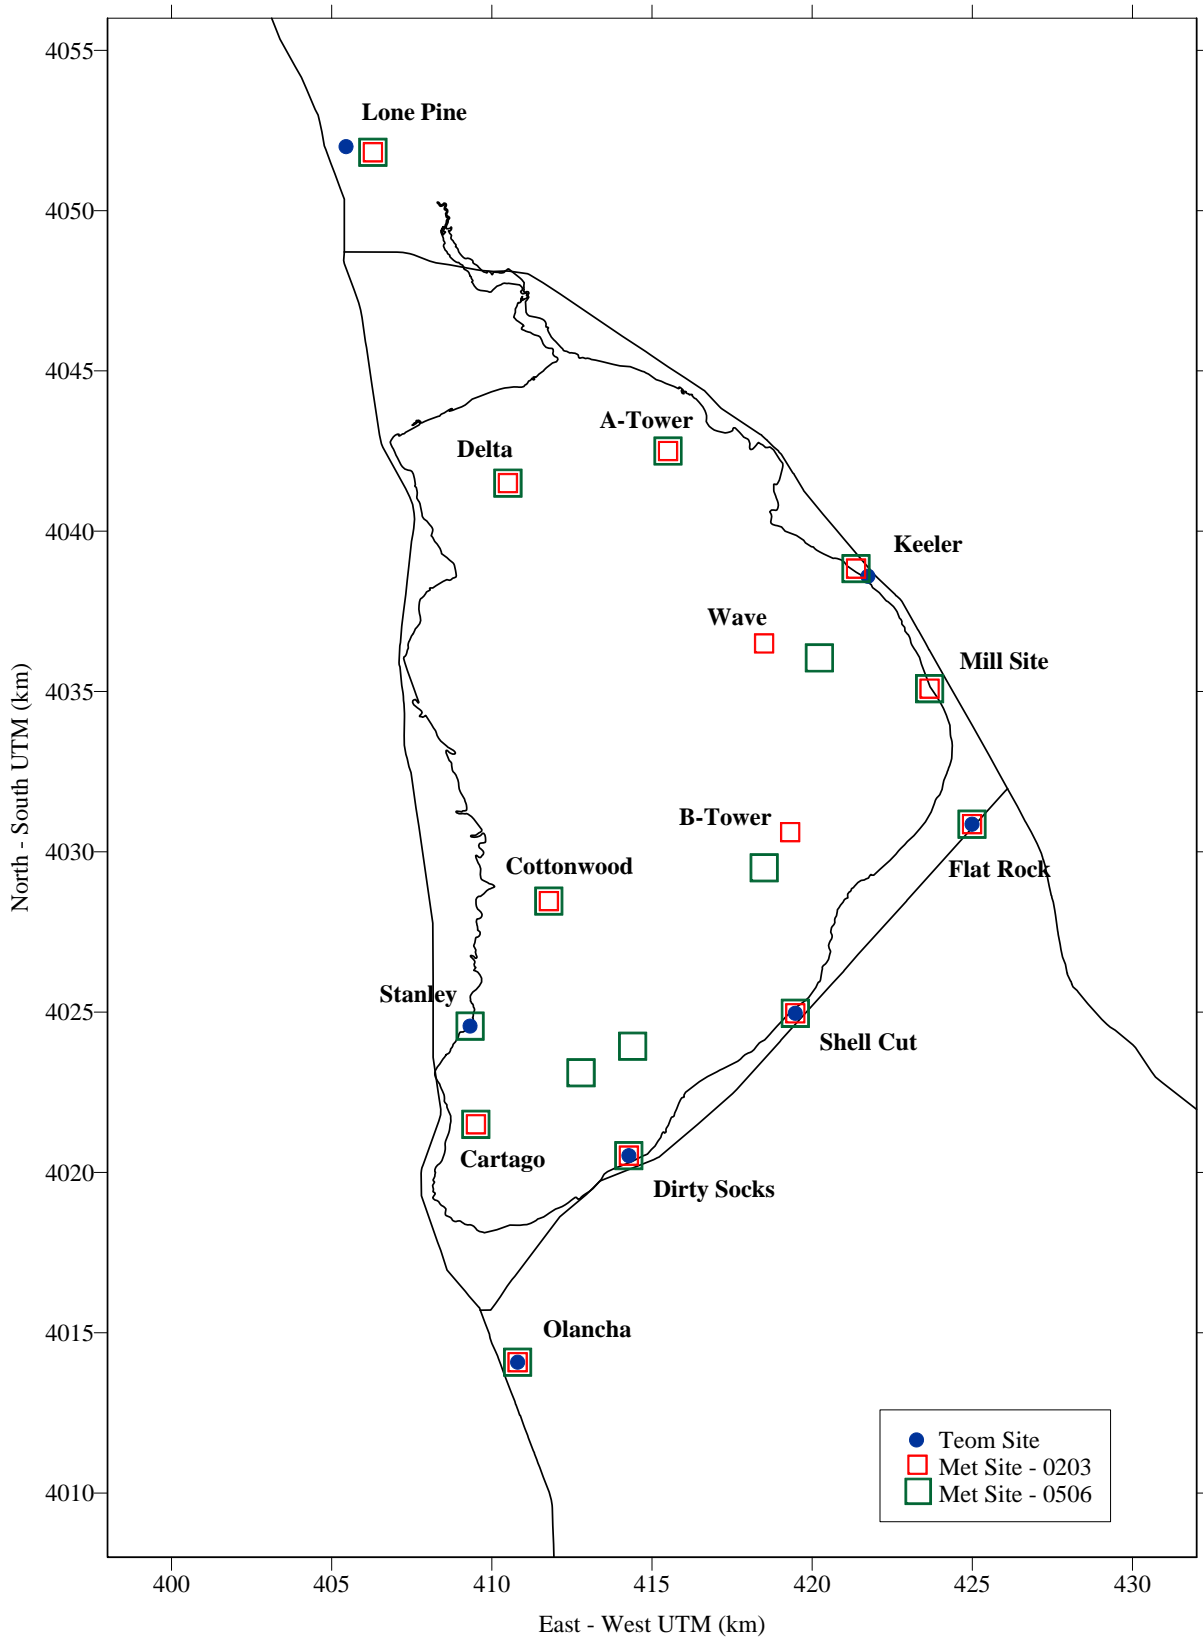 4055
Lone Pine
4050
4045
A-Tower
Delta
4040
Keeler
Wave
Mill Site
4035
North - South UTM (km)
B-Tower
4030
Cottonwood
Flat Rock
Stanley
4025
Shell Cut
Cartago
4020
Dirty Socks
Olancha
4015
Teom Site
Met Site - 0203
Met Site - 0506
4010
400 405 410 415 420 425 430
East - West UTM (km)